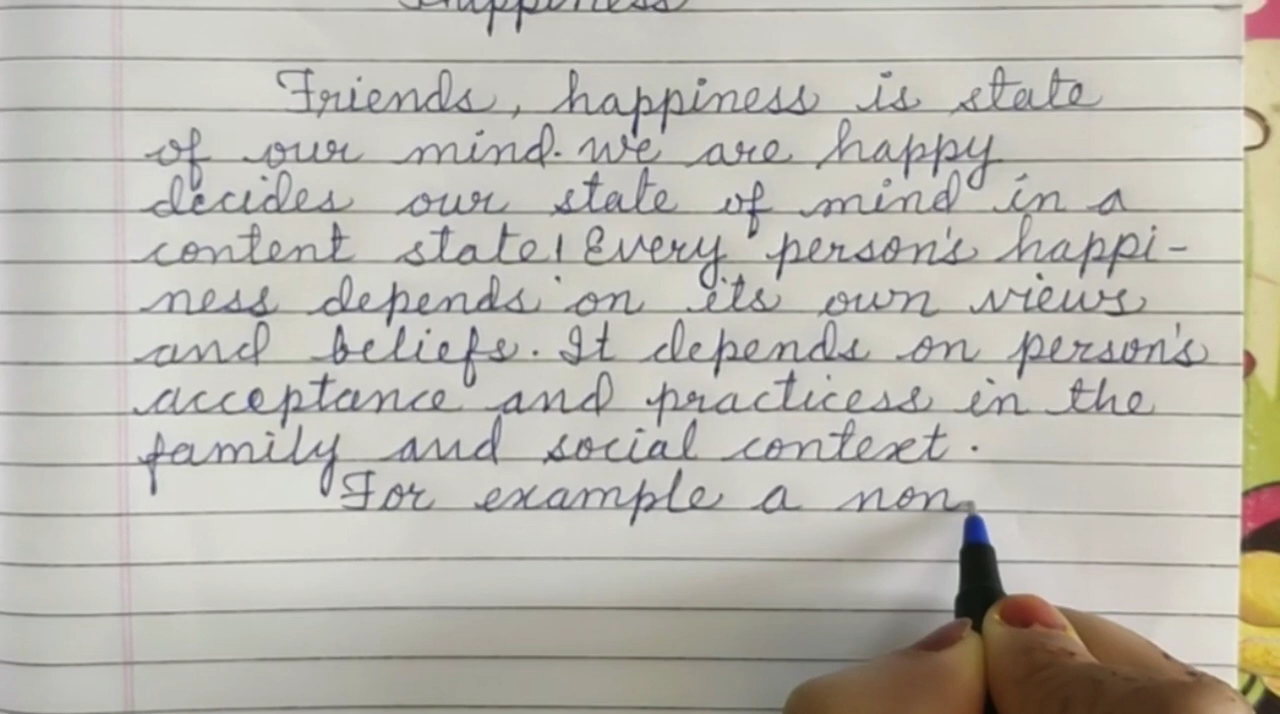 Happiness
Friends, happiness is state
of our mind. We are happy
decides our state of mind in a
content state! Every person's happi-
ness depends on its own views
and beliefs. It depends on person's
acceptance and practicess in the
family and social context.
For example a non